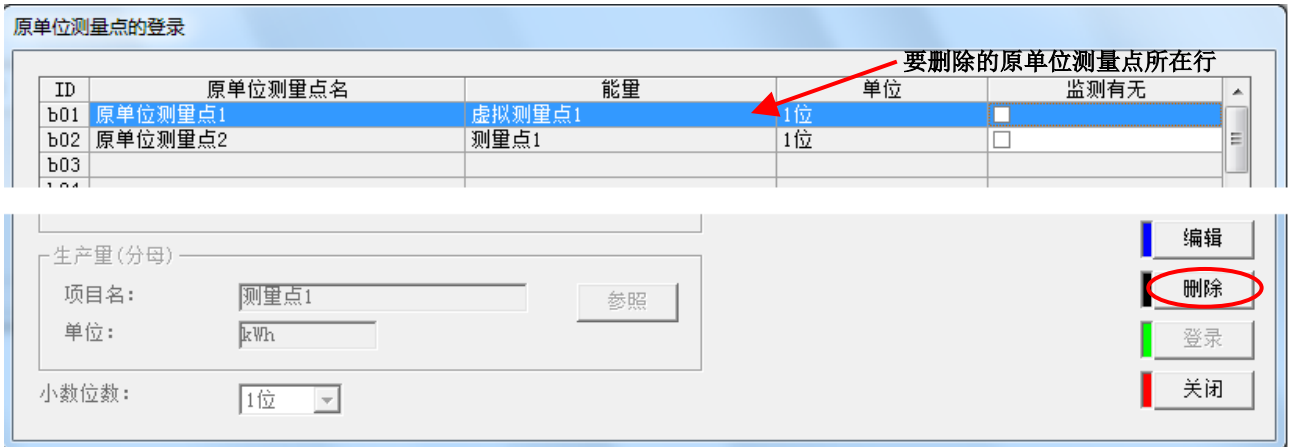 原单位测量点的登录
要删除的原单位测量点所在行
ID 原单位测量点名 能量 单位 监测有无
b01 原单位测量点1 虚拟测量点1 1位
b02 原单位测量点2 测量点1 1位
b03
编辑
生产量(分母)
项目名: 测量点1 参照 删除
单位: kWh 登录
小数位数: 1位 关闭